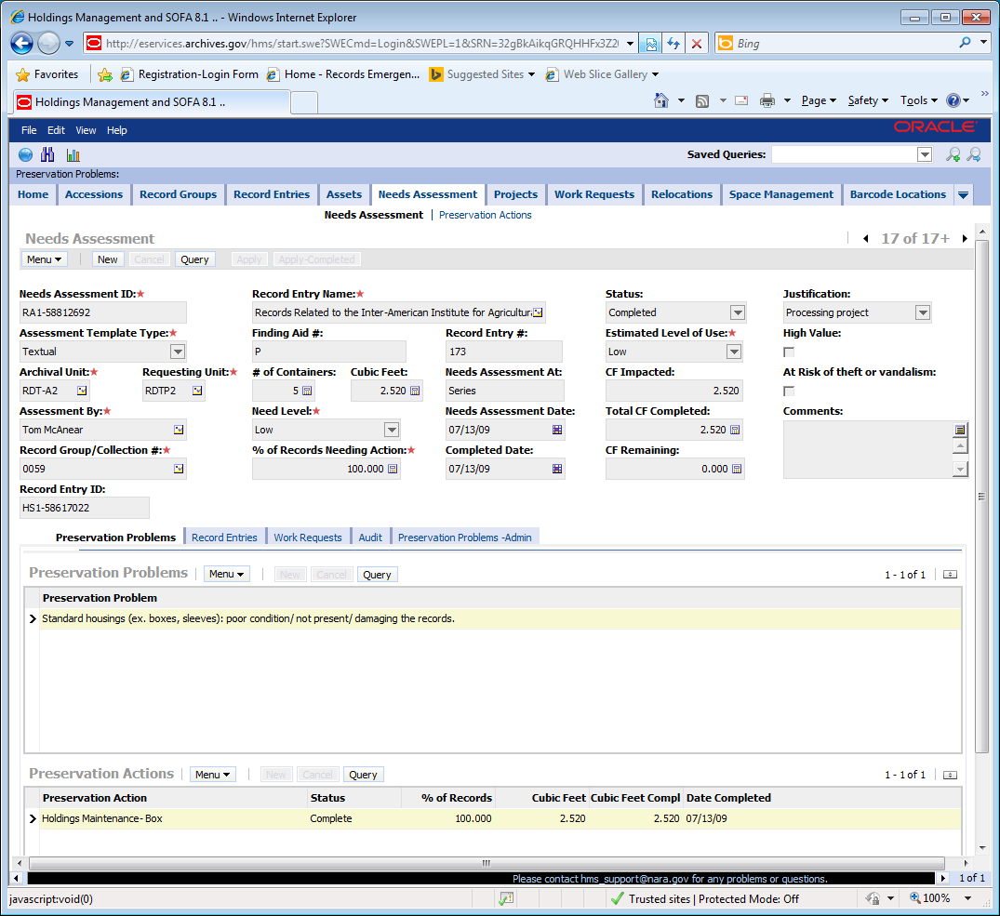 Holdings Management and SOFA 8.1 .. - Windows Internet Explorer
http://eservices.archives.gov/hms/start.swe?SWECmd=Login&SWEPL=1&SRN=32gBkAikqGRQHHFx3Z2( Bing
Favorites Registration-Login Form Home - Records Emergen... Suggested Sites Web Slice Gallery
Holdings Management and SOFA 8.1 .. Page Safety Tools
File Edit View Help ORACLE
Saved Queries:
Preservation Problems:
Home Accessions Record Groups Record Entries Assets Needs Assessment Projects Work Requests Relocations Space Management Barcode Locations
Needs Assessment | Preservation Actions
Needs Assessment 17 of 17+
Menu New Cancel Query Apply Apply-Completed
Needs Assessment ID:* Record Entry Name:* Status: Justification:
RA1-58812692 Records Related to the Inter-American Institute for Agricultur Completed Processing project
Assessment Template Type:* Finding Aid #: Record Entry #: Estimated Level of Use:* High Value:
Textual P 173 Low
Archival Unit:* Requesting Unit:* # of Containers: Cubic Feet: Needs Assessment At: CF Impacted: At Risk of theft or vandalism:
RDT-A2 RDTP2 5 2.520 Series 2.520
Assessment By:* Need Level:* Needs Assessment Date: Total CF Completed: Comments:
Tom McAnear Low 07/13/09 2.520
Record Group/Collection #:* % of Records Needing Action:* Completed Date: CF Remaining:
0059 100.000 07/13/09 0.000
Record Entry ID:
HS1-58617022
Preservation Problems Record Entries Work Requests Audit Preservation Problems -Admin
Preservation Problems Menu New Cancel Query 1 - 1 of 1
Preservation Problem
Standard housings (ex. boxes, sleeves): poor condition/ not present/ damaging the records.
Preservation Actions Menu New Cancel Query 1 - 1 of 1
Preservation Action Status % of Records Cubic Feet Cubic Feet Compl Date Completed
Holdings Maintenance- Box Complete 100.000 2.520 2.520 07/13/09
Please contact hms_support@nara.gov for any problems or questions. 1 of 1
javascript:void(0) Trusted sites | Protected Mode: Off 100%